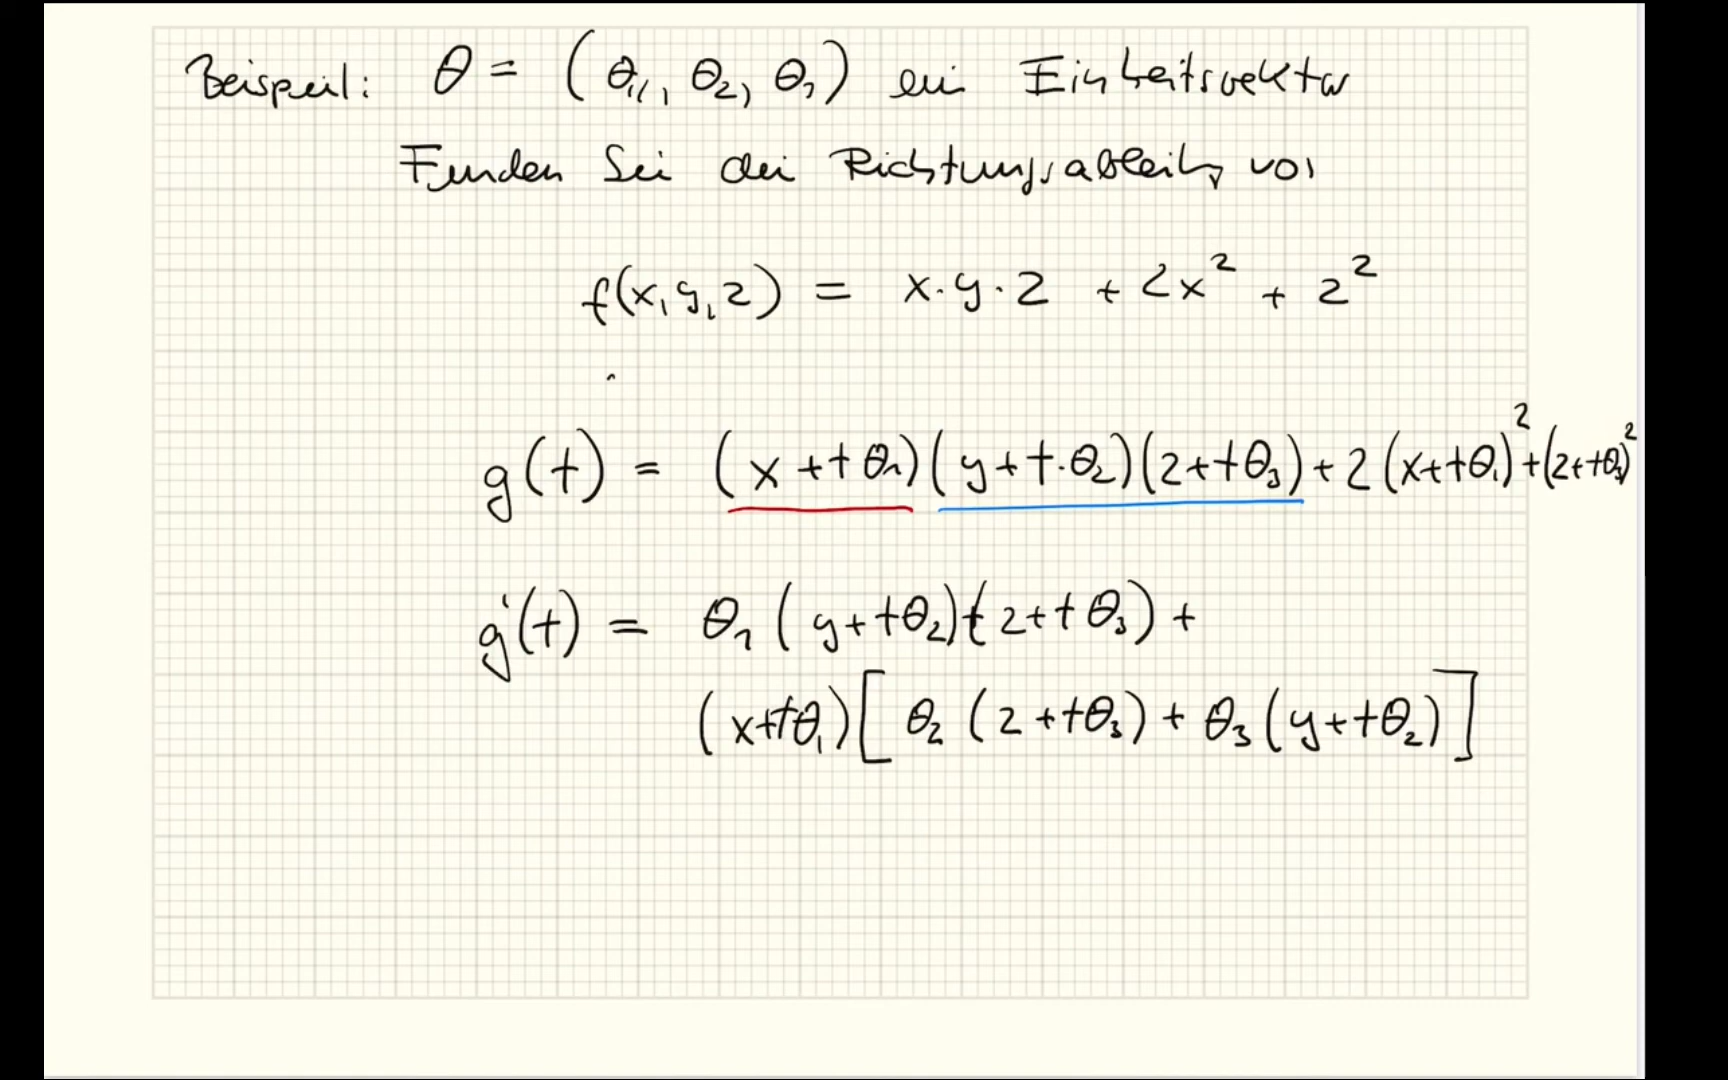 Beispiel: θ = (θ₁, θ₂, θ₃) ein Einheitsvektor
Finden Sie die Richtungsableitung von
f(x,y,z) = x·y·z + 2x² + z²
g(t) = (x+tθ₁)(y+t·θ₂)(z+tθ₃)+2(x+tθ₁)²+(z+tθ₃)²
g'(t) = θ₁(y+tθ₂)(z+tθ₃)+
(x+tθ₁)[θ₂(z+tθ₃)+θ₃(y+tθ₂)]